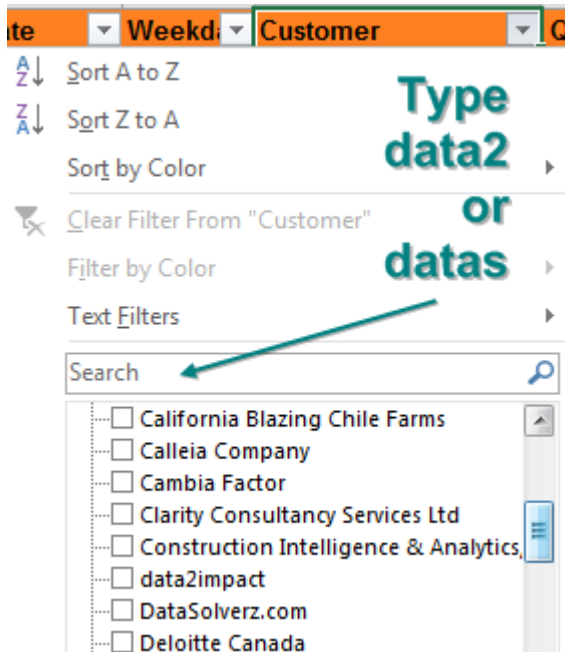 te Weekd Customer Q
Sort A to Z
Sort Z to A
Sort by Color
Clear Filter From "Customer"
Filter by Color
Text Filters
Type
data2
or
datas
Search
California Blazing Chile Farms
Calleia Company
Cambia Factor
Clarity Consultancy Services Ltd
Construction Intelligence & Analytics,
data2impact
DataSolverz.com
Deloitte Canada